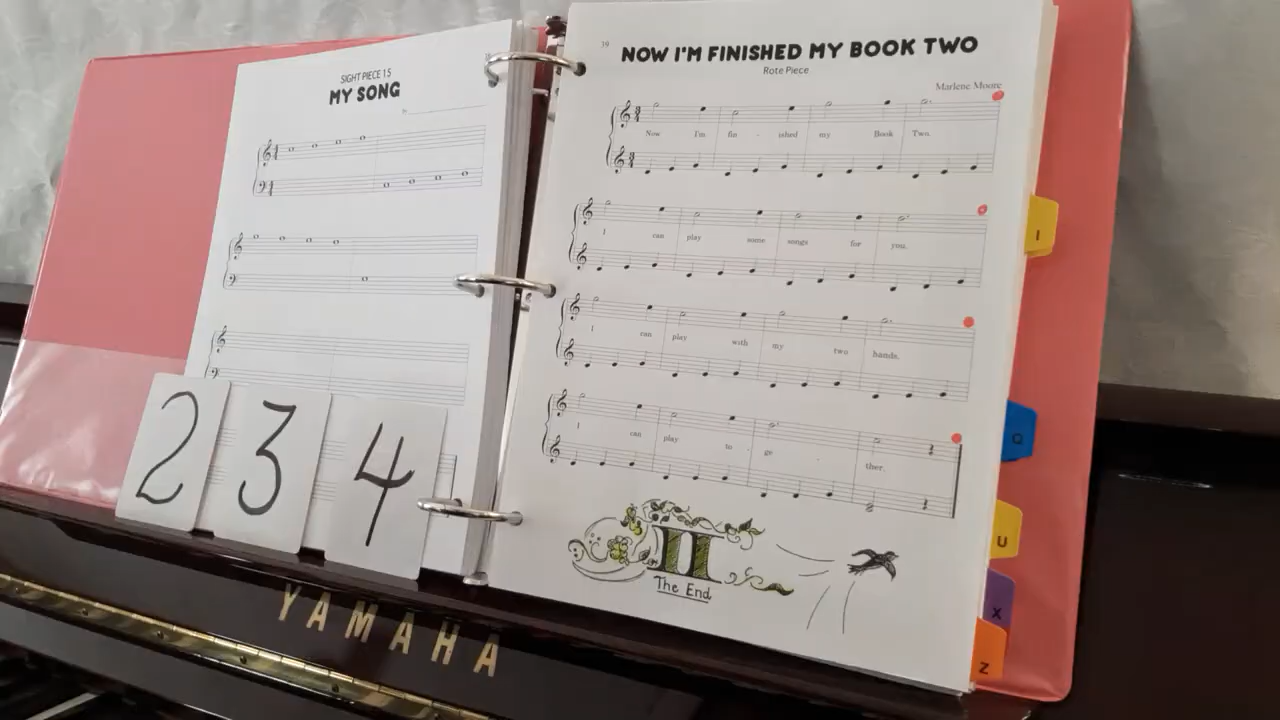 SIGHT PIECE 15
MY SONG
39
NOW I'M FINISHED MY BOOK TWO
Rote Piece
Marlene Moore
Now I'm fin - ished my Book Two.
I can play some songs for you.
I can play with my two hands.
I can play to - ge - ther.
II
The End
2 3 4
I
Q
U
X
Z
YAMAHA